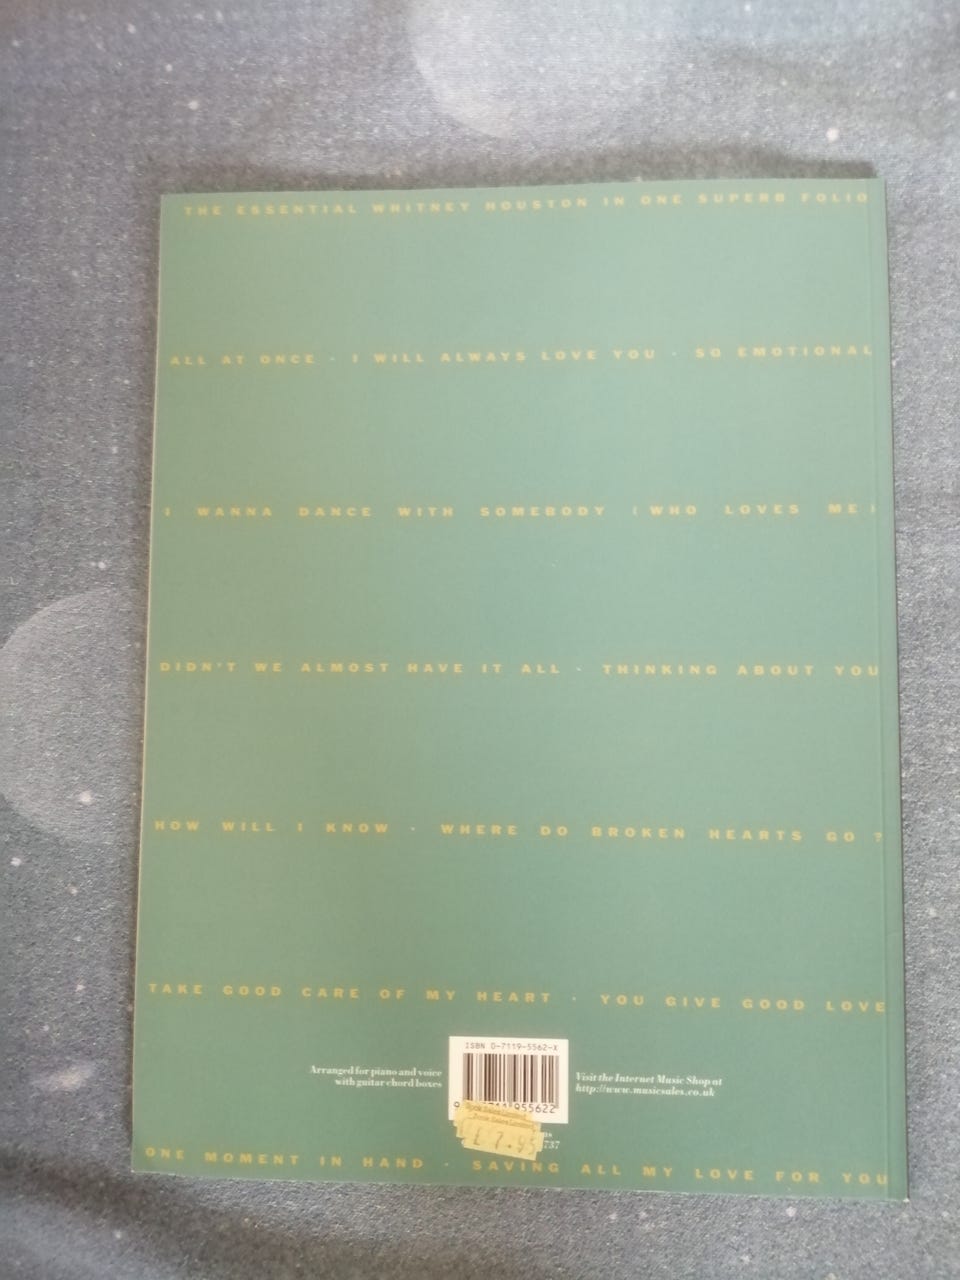 THE ESSENTIAL WHITNEY HOUSTON IN ONE SUPERB FOLIO
ALL AT ONCE · I WILL ALWAYS LOVE YOU · SO EMOTIONAL
I WANNA DANCE WITH SOMEBODY (WHO LOVES ME)
DIDN'T WE ALMOST HAVE IT ALL · THINKING ABOUT YOU
HOW WILL I KNOW · WHERE DO BROKEN HEARTS GO ?
TAKE GOOD CARE OF MY HEART · YOU GIVE GOOD LOVE
ISBN 0-7119-5562-X
Arranged for piano and voice
with guitar chord boxes
Visit the Internet Music Shop at
http://www.musicsales.co.uk
955622
£7.95
737
ONE MOMENT IN HAND · SAVING ALL MY LOVE FOR YOU